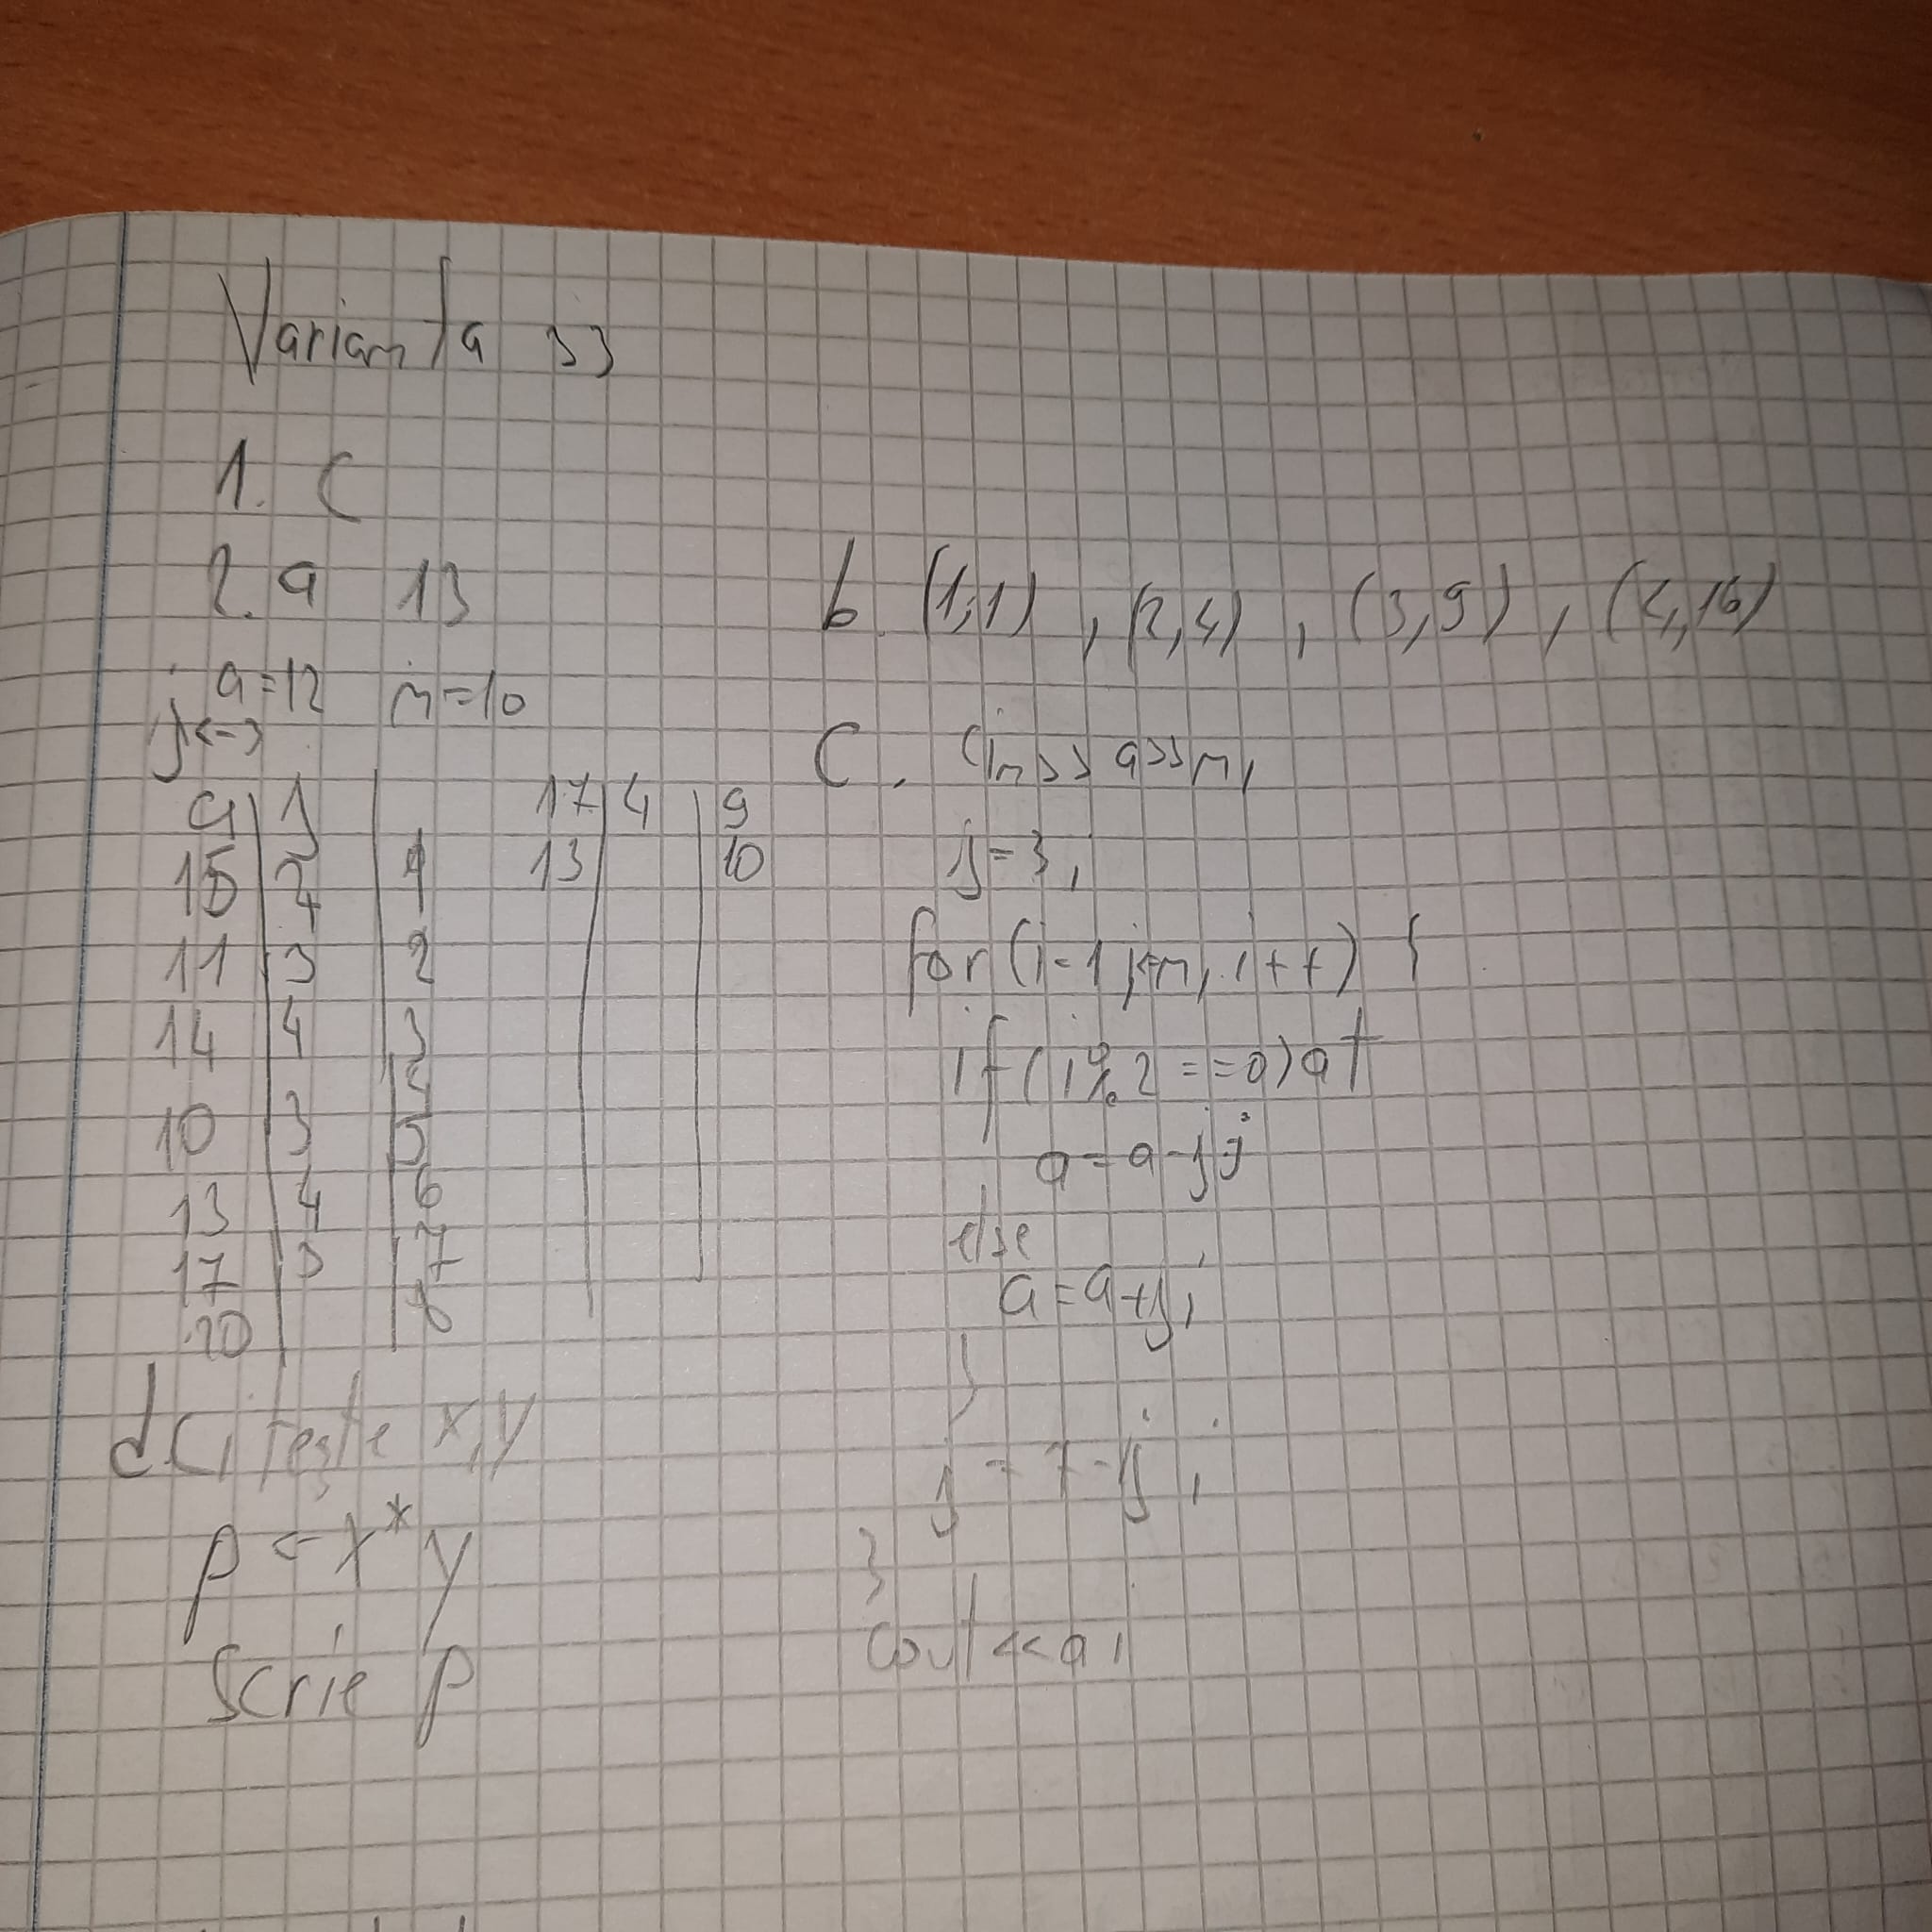 Varianta 33
1. C
2. a 13
a=12 n=10
j<-3
a j
15 4 1
11 3 2
14 4 3
10 3 5
13 4 6
17 3 7
20 8
17 4 9
13 10
d. Citește x,y
p <- x*y
Scrie p
b. (1,1) , (2,4) , (3,9) , (4,16)
C. cin>>a>>n;
j=3;
for(i=1;i<=n;i++) {
if(i%2==0)
a=a-j;
else
a=a+j;
j=7-j;
}
cout<<a;